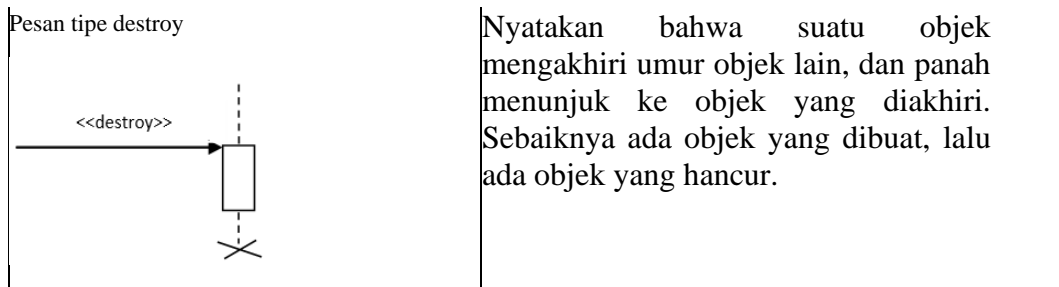 Pesan tipe destroy
<<destroy>>
Nyatakan bahwa suatu objek
mengakhiri umur objek lain, dan panah
menunjuk ke objek yang diakhiri.
Sebaiknya ada objek yang dibuat, lalu
ada objek yang hancur.